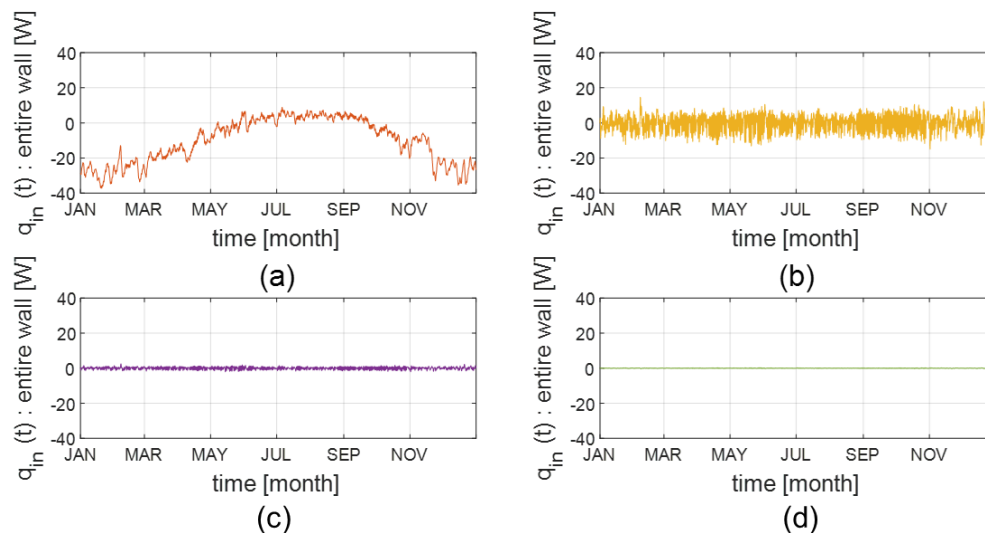 q_in (t) : entire wall [W]
40
20
0
-20
-40
JAN MAR MAY JUL SEP NOV
time [month]
(a)
q_in (t) : entire wall [W]
40
20
0
-20
-40
JAN MAR MAY JUL SEP NOV
time [month]
(b)
q_in (t) : entire wall [W]
40
20
0
-20
-40
JAN MAR MAY JUL SEP NOV
time [month]
(c)
q_in (t) : entire wall [W]
40
20
0
-20
-40
JAN MAR MAY JUL SEP NOV
time [month]
(d)